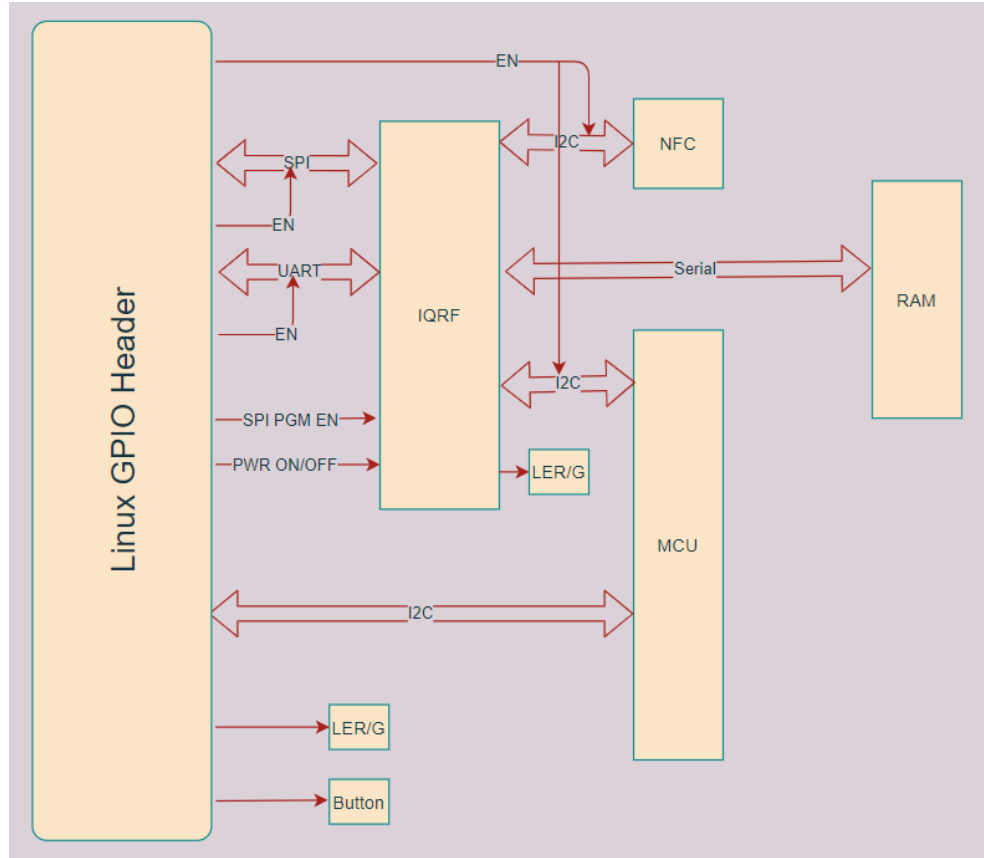 EN
I2C
NFC
SPI
EN
UART
Serial
RAM
IQRF
EN
I2C
SPI PGM EN
PWR ON/OFF
LER/G
Linux GPIO Header
MCU
I2C
LER/G
Button